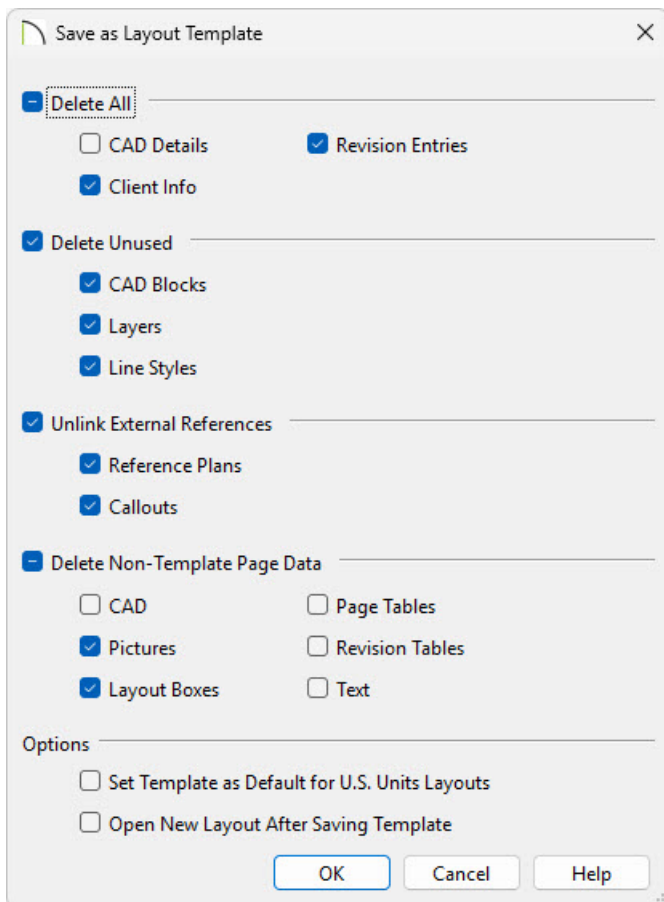 Save as Layout Template
Delete All
CAD Details Revision Entries
Client Info
Delete Unused
CAD Blocks
Layers
Line Styles
Unlink External References
Reference Plans
Callouts
Delete Non-Template Page Data
CAD Page Tables
Pictures Revision Tables
Layout Boxes Text
Options
Set Template as Default for U.S. Units Layouts
Open New Layout After Saving Template
OK Cancel Help